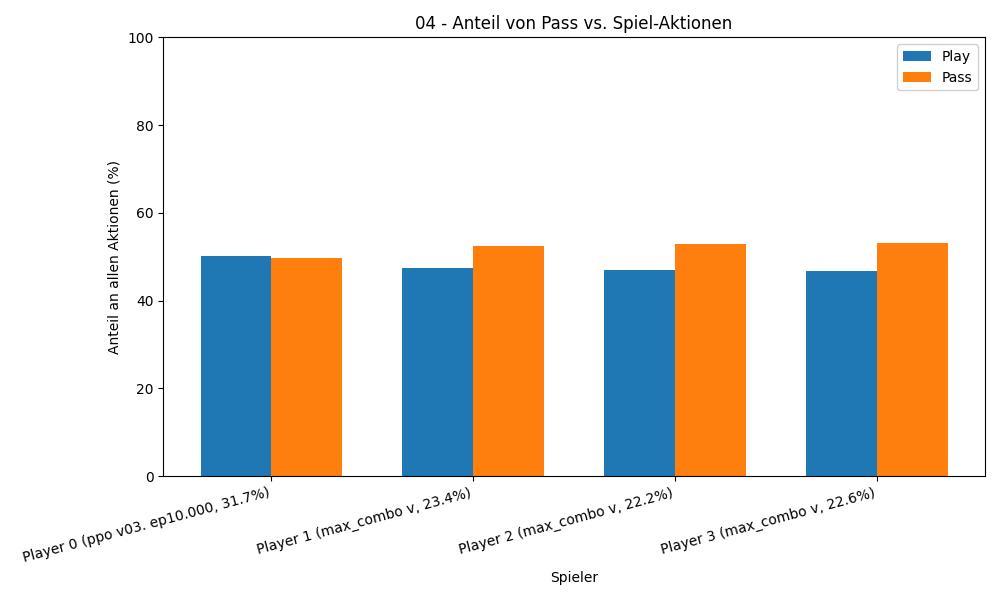 04 - Anteil von Pass vs. Spiel-Aktionen
100
80
60
40
20
0
Anteil an allen Aktionen (%)
Play
Pass
Player 0 (ppo v03. ep10.000, 31.7%)
Player 1 (max_combo v, 23.4%)
Player 2 (max_combo v, 22.2%)
Player 3 (max_combo v, 22.6%)
Spieler